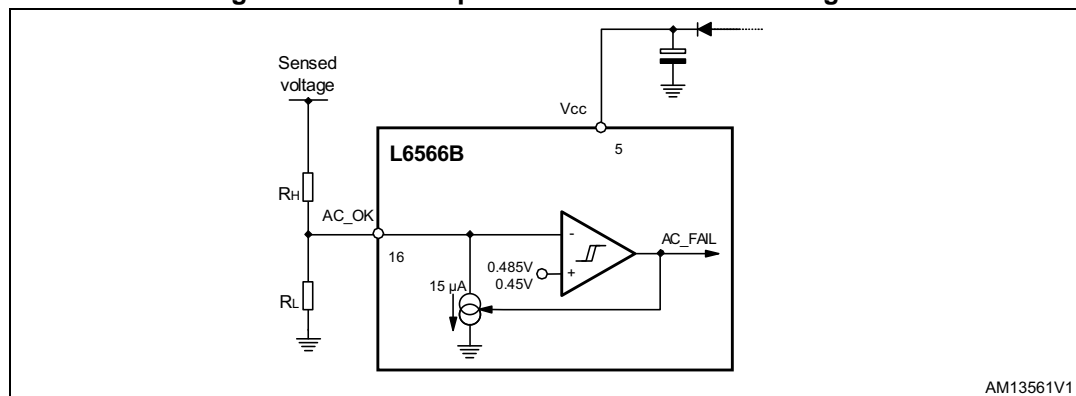 Sensed
voltage
Vcc
5
L6566B
RH
AC_OK
16
AC_FAIL
-
+
0.485V
0.45V
15 µA
RL
AM13561V1